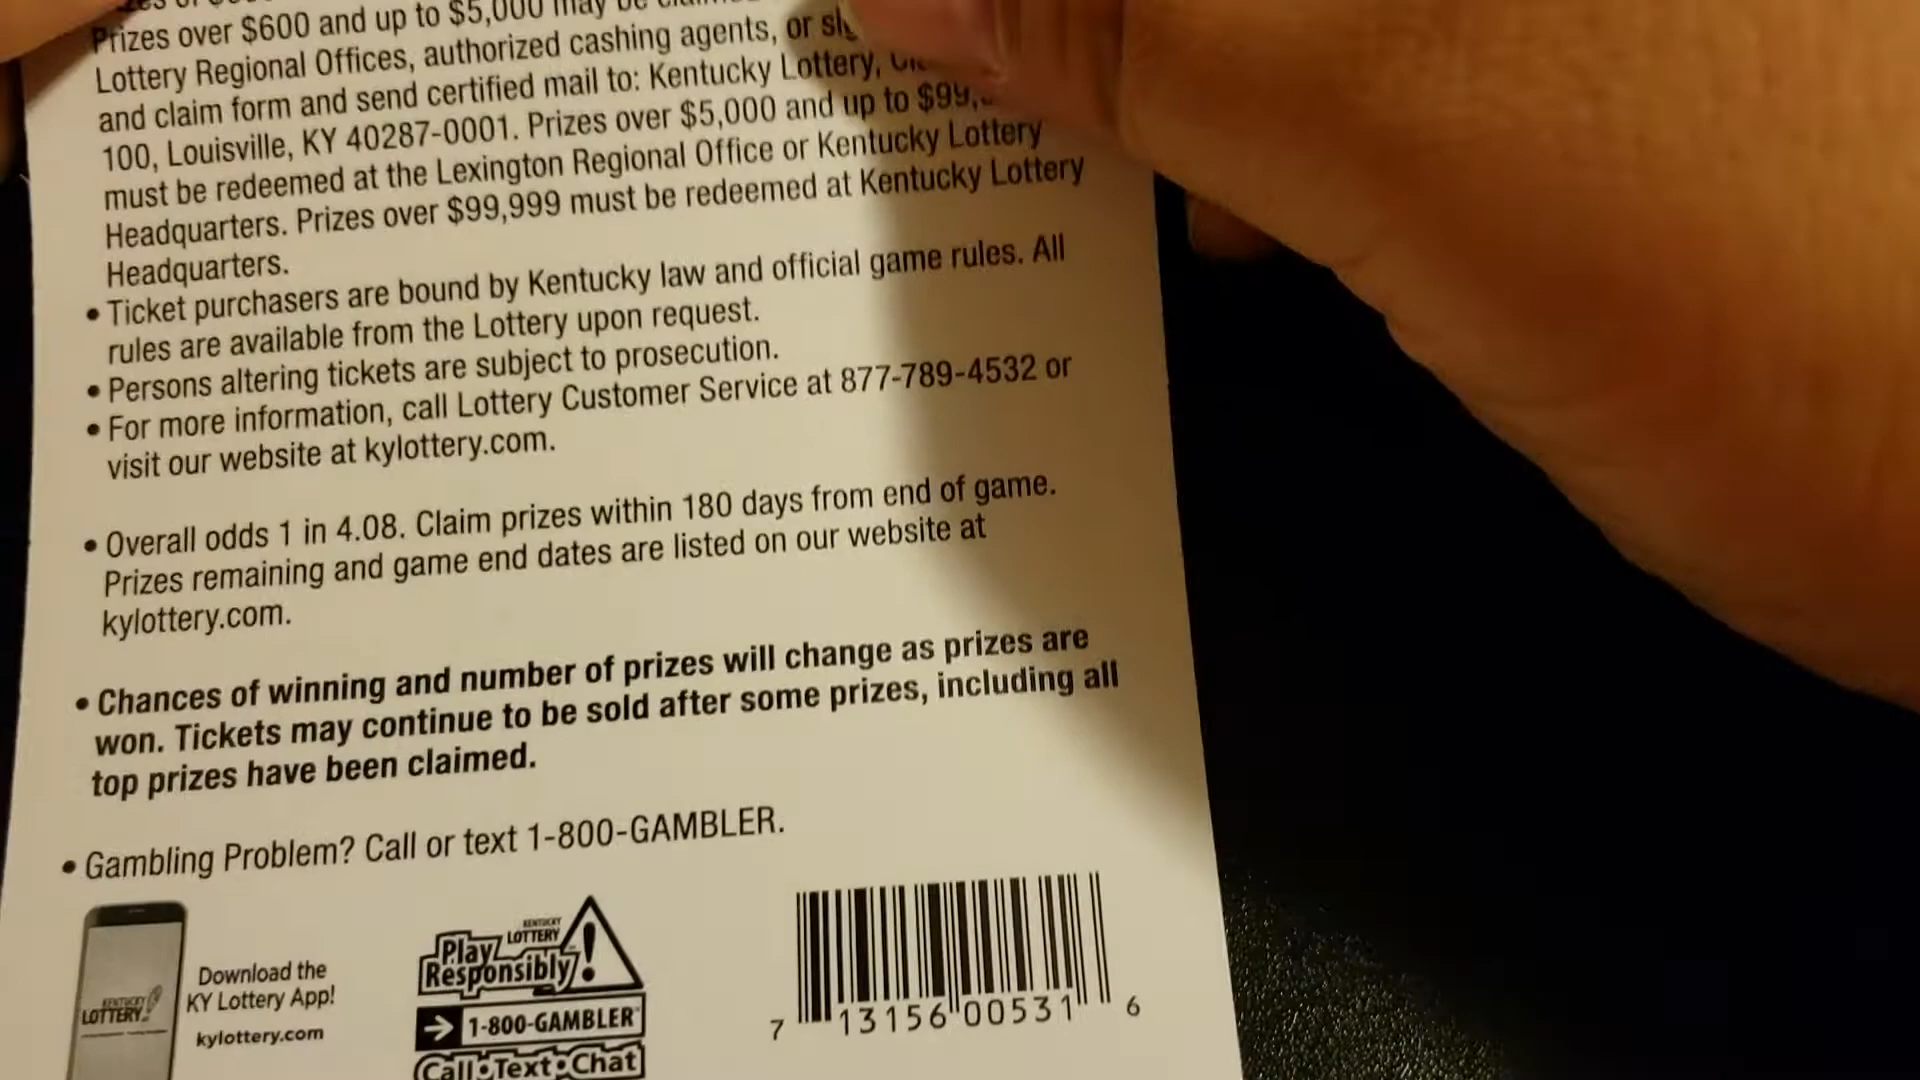 Prizes over $600 and up to $5,000 may be
Lottery Regional Offices, authorized cashing agents, or
and claim form and send certified mail to: Kentucky Lottery,
100, Louisville, KY 40287-0001. Prizes over $5,000 and up to
must be redeemed at the Lexington Regional Office or Kentucky Lottery
Headquarters. Prizes over $99,999 must be redeemed at Kentucky Lottery
Headquarters.
• Ticket purchasers are bound by Kentucky law and official game rules. All
rules are available from the Lottery upon request.
• Persons altering tickets are subject to prosecution.
• For more information, call Lottery Customer Service at 877-789-4532 or
visit our website at kylottery.com.
• Overall odds 1 in 4.08. Claim prizes within 180 days from end of game.
Prizes remaining and game end dates are listed on our website at
kylottery.com.
• Chances of winning and number of prizes will change as prizes are
won. Tickets may continue to be sold after some prizes, including all
top prizes have been claimed.
• Gambling Problem? Call or text 1-800-GAMBLER.
KENTUCKY
LOTTERY
Download the
KY Lottery App!
kylottery.com
KENTUCKY
LOTTERY
Play
Responsibly
1-800-GAMBLER
Call•Text•Chat
7 13156 00531 6